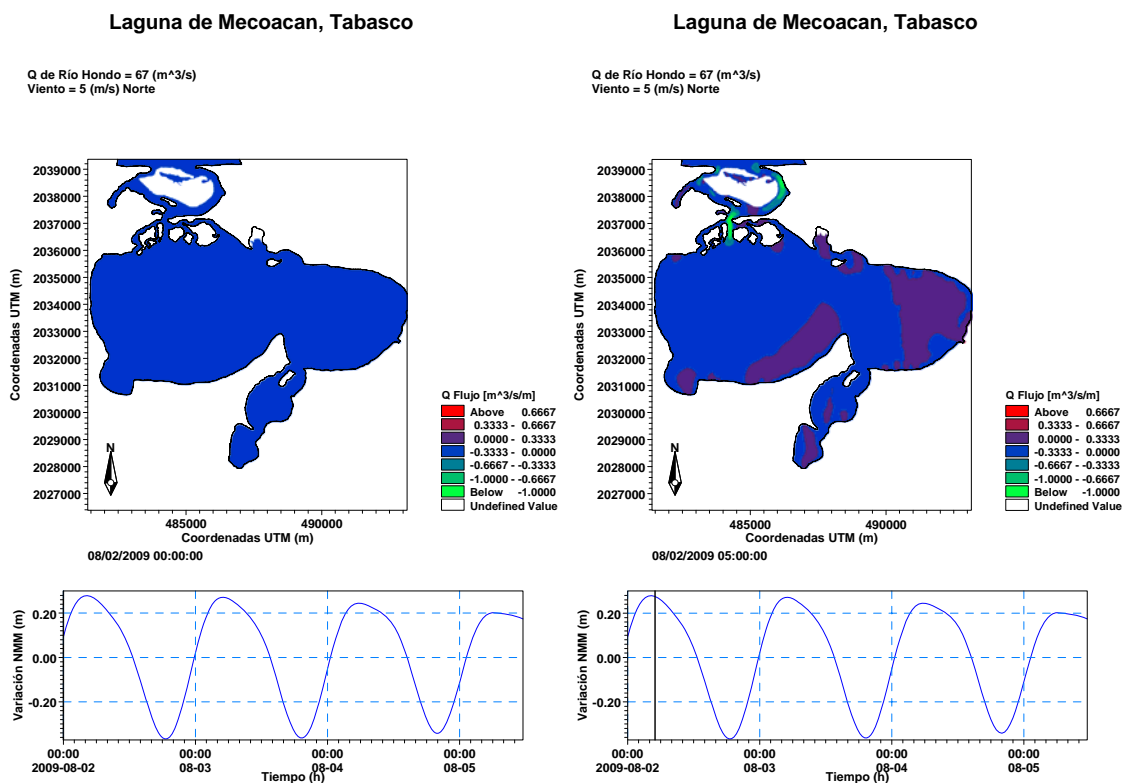 Laguna de Mecoacan, Tabasco
Q de Río Hondo = 67 (m^3/s)
Viento = 5 (m/s) Norte
Coordenadas UTM (m)
2039000
2038000
2037000
2036000
2035000
2034000
2033000
2032000
2031000
2030000
2029000
2028000
2027000
N
485000
490000
Coordenadas UTM (m)
08/02/2009 00:00:00
Q Flujo [m^3/s/m]
Above 0.6667
0.3333 - 0.6667
0.0000 - 0.3333
-0.3333 - 0.0000
-0.6667 - -0.3333
-1.0000 - -0.6667
Below -1.0000
Undefined Value
Variación NMM (m)
0.20
0.00
-0.20
00:00 00:00 00:00 00:00
2009-08-02 08-03 08-04 08-05
Tiempo (h)
Laguna de Mecoacan, Tabasco
Q de Río Hondo = 67 (m^3/s)
Viento = 5 (m/s) Norte
Coordenadas UTM (m)
2039000
2038000
2037000
2036000
2035000
2034000
2033000
2032000
2031000
2030000
2029000
2028000
2027000
N
485000
490000
Coordenadas UTM (m)
08/02/2009 05:00:00
Q Flujo [m^3/s/m]
Above 0.6667
0.3333 - 0.6667
0.0000 - 0.3333
-0.3333 - 0.0000
-0.6667 - -0.3333
-1.0000 - -0.6667
Below -1.0000
Undefined Value
Variación NMM (m)
0.20
0.00
-0.20
00:00 00:00 00:00 00:00
2009-08-02 08-03 08-04 08-05
Tiempo (h)